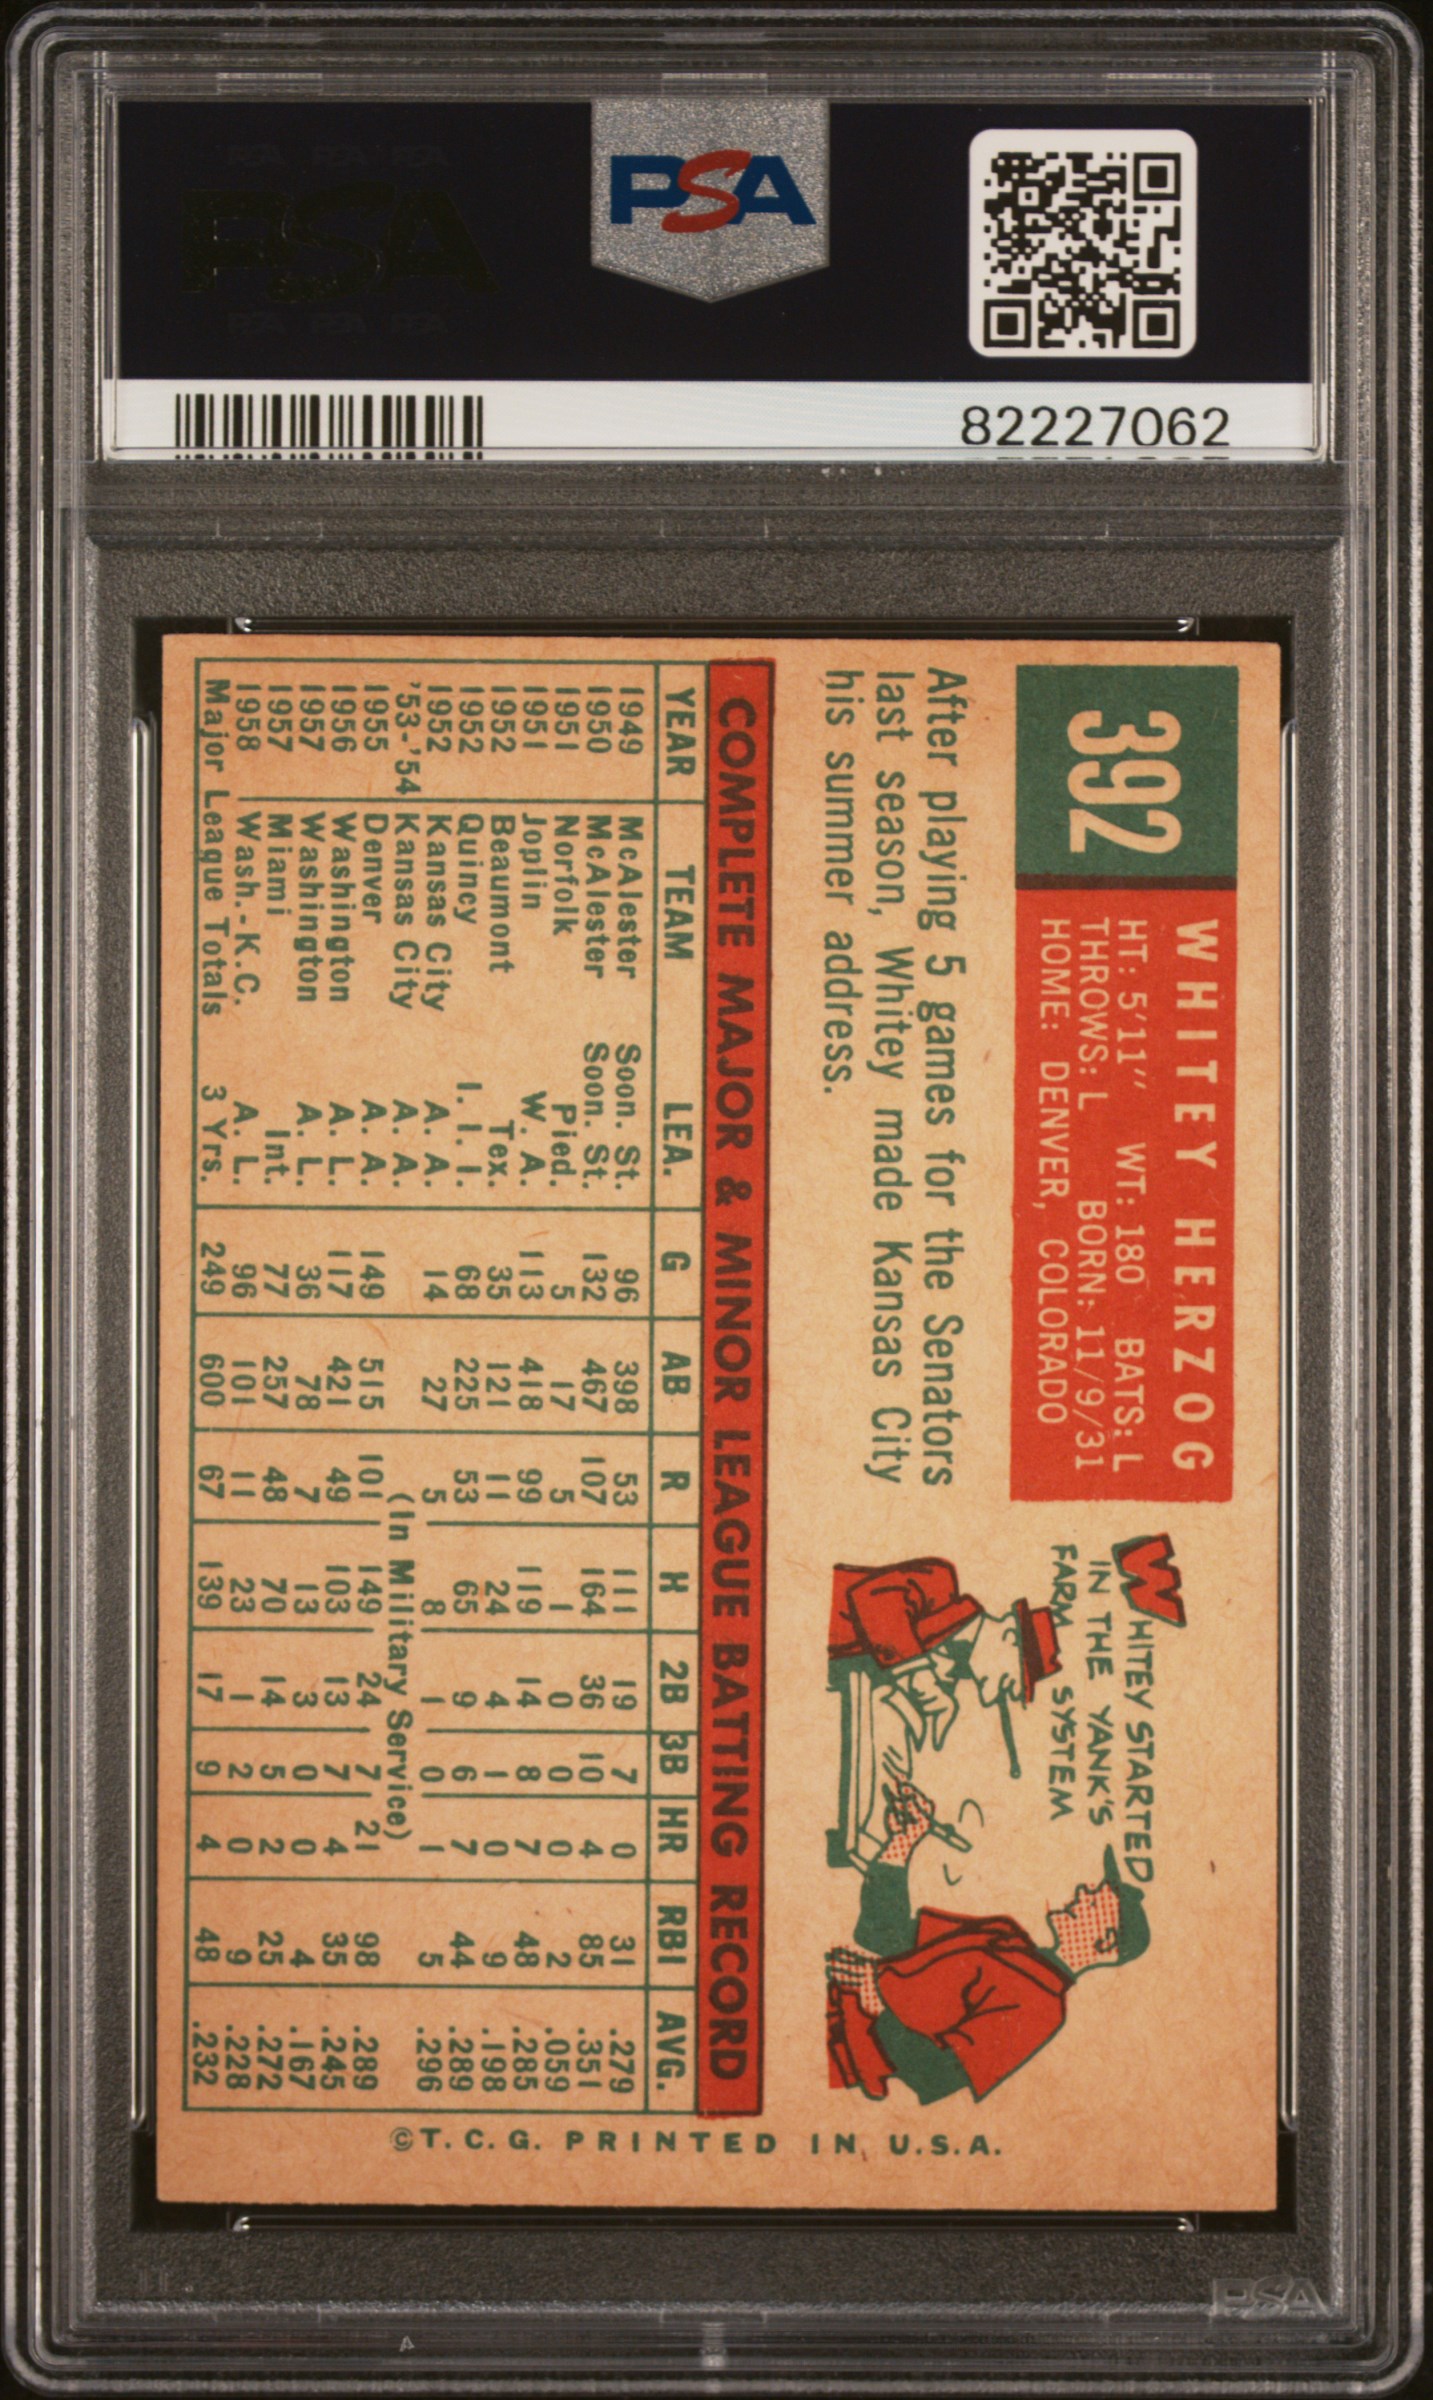 PSA
PSA
82227062
392
WHITEY HERZOG
HT: 5'11" WT: 180 BATS: L
THROWS: L BORN: 11/9/31
HOME: DENVER, COLORADO
After playing 5 games for the Senators
last season, Whitey made Kansas City
his summer address.
WHITEY STARTED
IN THE YANK'S
FARM SYSTEM
COMPLETE MAJOR & MINOR LEAGUE BATTING RECORD
YEAR TEAM LEA. G AB R H 2B 3B HR RBI AVG.
1949 McAlester Soon. St. 96 398 53 111 19 7 0 31 .279
1950 McAlester Soon. St. 132 467 107 164 36 10 4 85 .351
1951 Norfolk Pied. 5 17 5 1 0 0 0 2 .059
1951 Joplin W. A. 113 418 99 119 14 8 7 48 .285
1952 Beaumont Tex. 35 121 11 24 4 1 0 9 .198
1952 Quincy I. I. I. 68 225 53 65 9 6 7 44 .289
1952 Kansas City A. A. 14 27 5 8 1 0 1 5 .296
'53-'54 Kansas City A. A. (In Military Service)
1955 Denver A. A. 149 515 101 149 24 7 21 98 .289
1956 Washington A. L. 117 421 49 103 13 7 4 35 .245
1957 Washington A. L. 36 78 7 13 3 0 0 4 .167
1957 Miami Int. 77 257 48 70 14 5 2 25 .272
1958 Wash.-K.C. A. L. 96 101 11 23 1 2 0 9 .228
Major League Totals 3 Yrs. 249 600 67 139 17 9 4 48 .232
©T.C.G. PRINTED IN U.S.A.
PSA